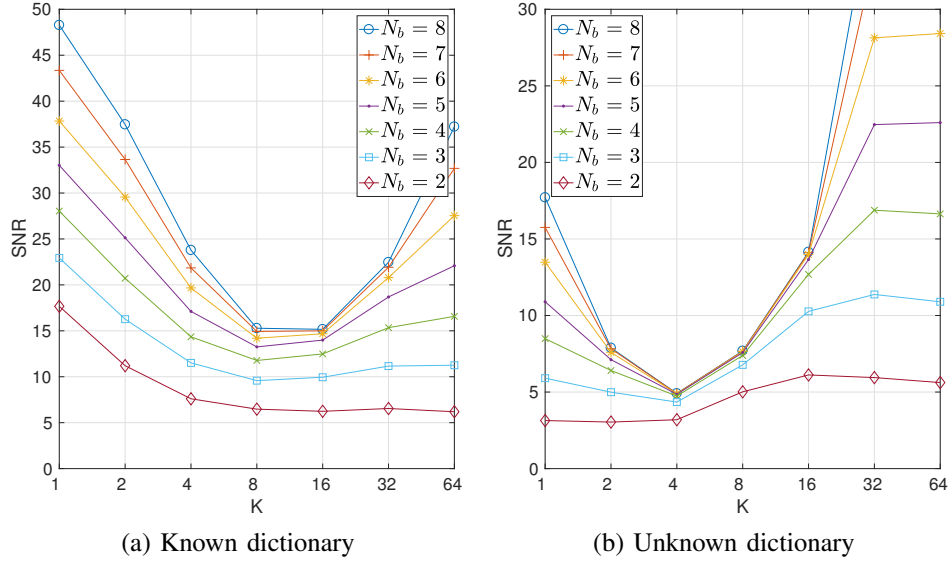 50
45
40
35
30
25
20
15
10
5
0
SNR
1 2 4 8 16 32 64
K
N_b = 8
N_b = 7
N_b = 6
N_b = 5
N_b = 4
N_b = 3
N_b = 2
(a) Known dictionary
30
25
20
15
10
5
0
SNR
1 2 4 8 16 32 64
K
N_b = 8
N_b = 7
N_b = 6
N_b = 5
N_b = 4
N_b = 3
N_b = 2
(b) Unknown dictionary